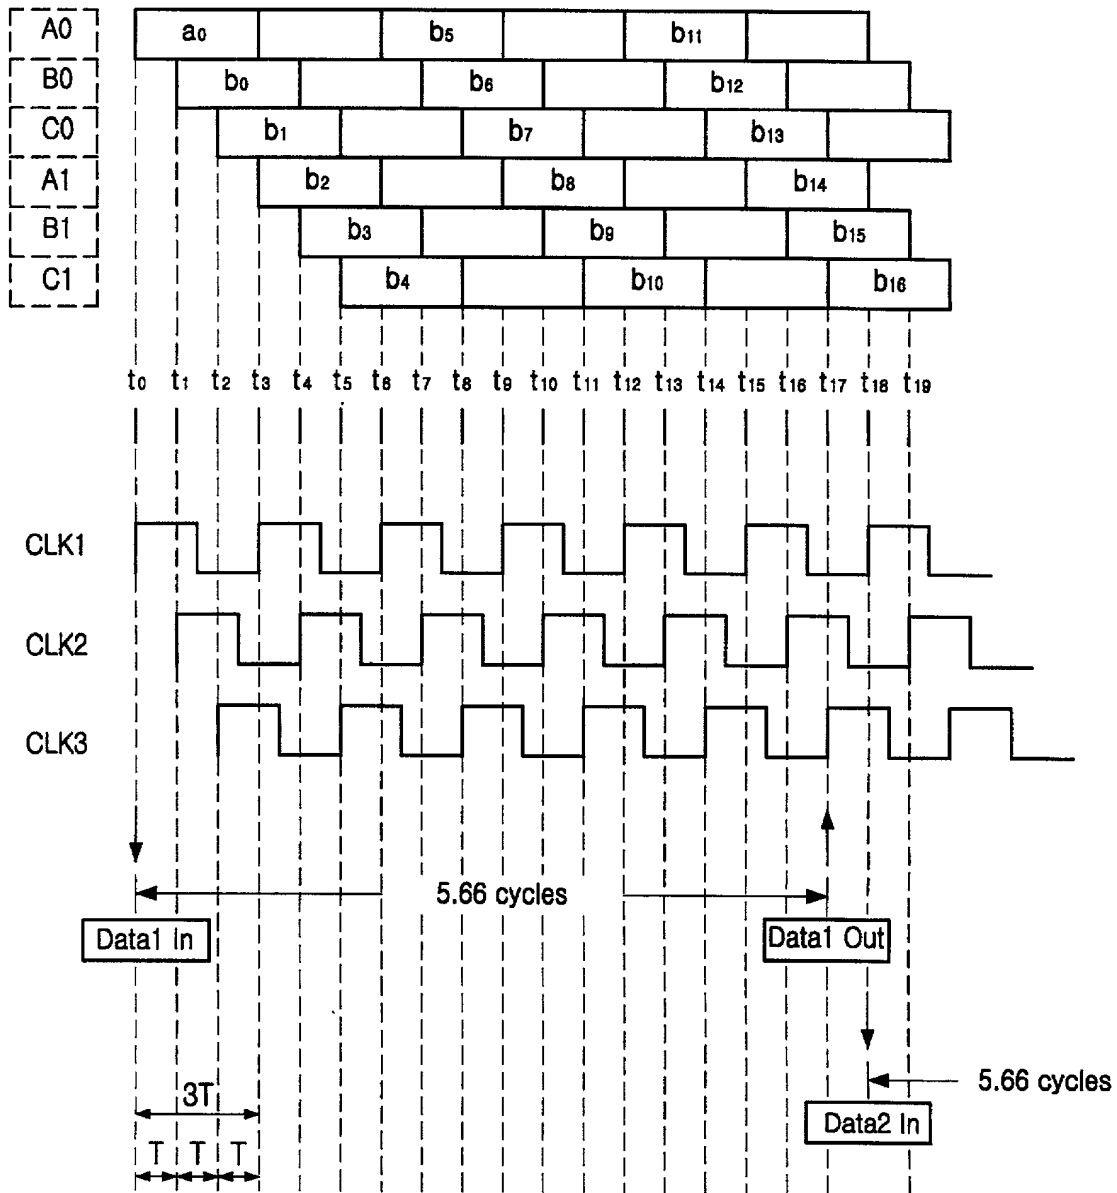 A0 a0 b5 b11
B0 b0 b6 b12
C0 b1 b7 b13
A1 b2 b8 b14
B1 b3 b9 b15
C1 b4 b10 b16
t0 t1 t2 t3 t4 t5 t6 t7 t8 t9 t10 t11 t12 t13 t14 t15 t16 t17 t18 t19
CLK1
CLK2
CLK3
5.66 cycles
Data1 In Data1 Out
3T 5.66 cycles
Data2 In
T T T